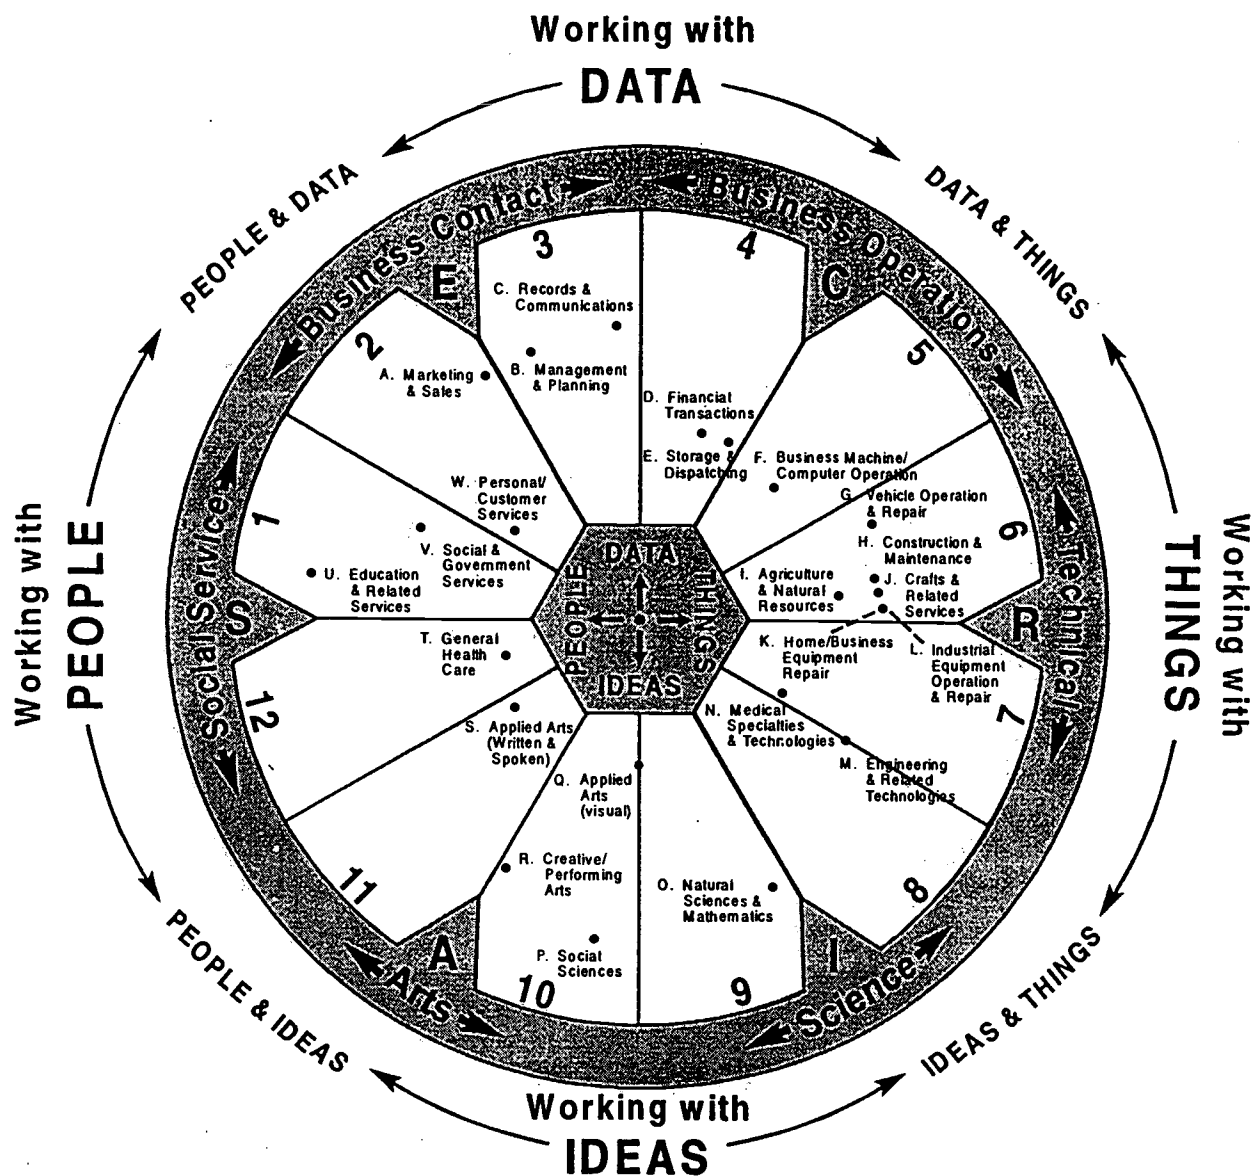 Working with
DATA
PEOPLE & DATA
DATA & THINGS
Business Contact
Business Operations
E
C
3
4
2
5
C. Records &
Communications
B. Management
& Planning
A. Marketing
& Sales
D. Financial
Transactions
E. Storage &
Dispatching
F. Business Machine/
Computer Operation
G. Vehicle Operation
& Repair
W. Personal/
Customer
Services
1
6
V. Social &
Government
Services
U. Education
& Related
Services
H. Construction &
Maintenance
I. Agriculture
& Natural
Resources
J. Crafts &
Related
Services
DATA
PEOPLE
THINGS
IDEAS
Working with
PEOPLE
Social Service
S
R
Technical
THINGS
Working with
T. General
Health
Care
K. Home/Business
Equipment
Repair
L. Industrial
Equipment
Operation
& Repair
12
7
S. Applied Arts
(Written &
Spoken)
N. Medical
Specialties
& Technologies
M. Engineering
& Related
Technologies
Q. Applied
Arts
(visual)
R. Creative/
Performing
Arts
O. Natural
Sciences &
Mathematics
11
8
P. Social
Sciences
10
9
A
I
Arts
Science
PEOPLE & IDEAS
IDEAS & THINGS
Working with
IDEAS